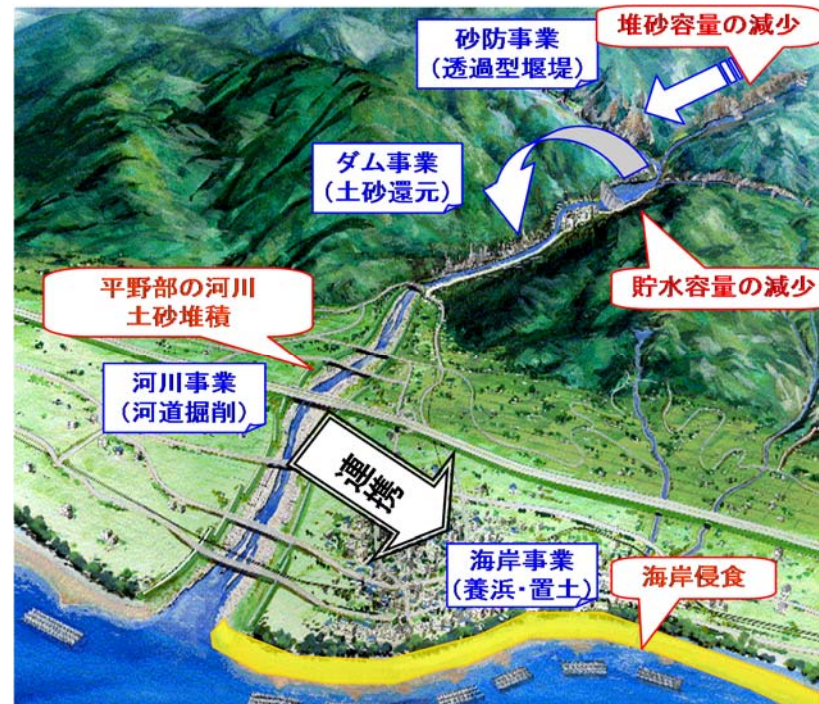 砂防事業
(透過型堰堤)
堆砂容量の減少
ダム事業
(土砂還元)
貯水容量の減少
平野部の河川
土砂堆積
河川事業
(河道掘削)
連携
海岸事業
(養浜・置土)
海岸侵食